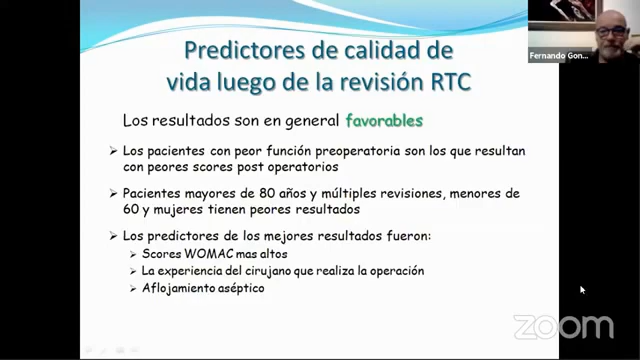 Predictores de calidad de
vida luego de la revisión RTC
Los resultados son en general favorables
Los pacientes con peor función preoperatoria son los que resultan
con peores scores post operatorios
Pacientes mayores de 80 años y múltiples revisiones, menores de
60 y mujeres tienen peores resultados
Los predictores de los mejores resultados fueron:
Scores WOMAC mas altos
La experiencia del cirujano que realiza la operación
Aflojamiento aséptico
Fernando Gon...
zoom